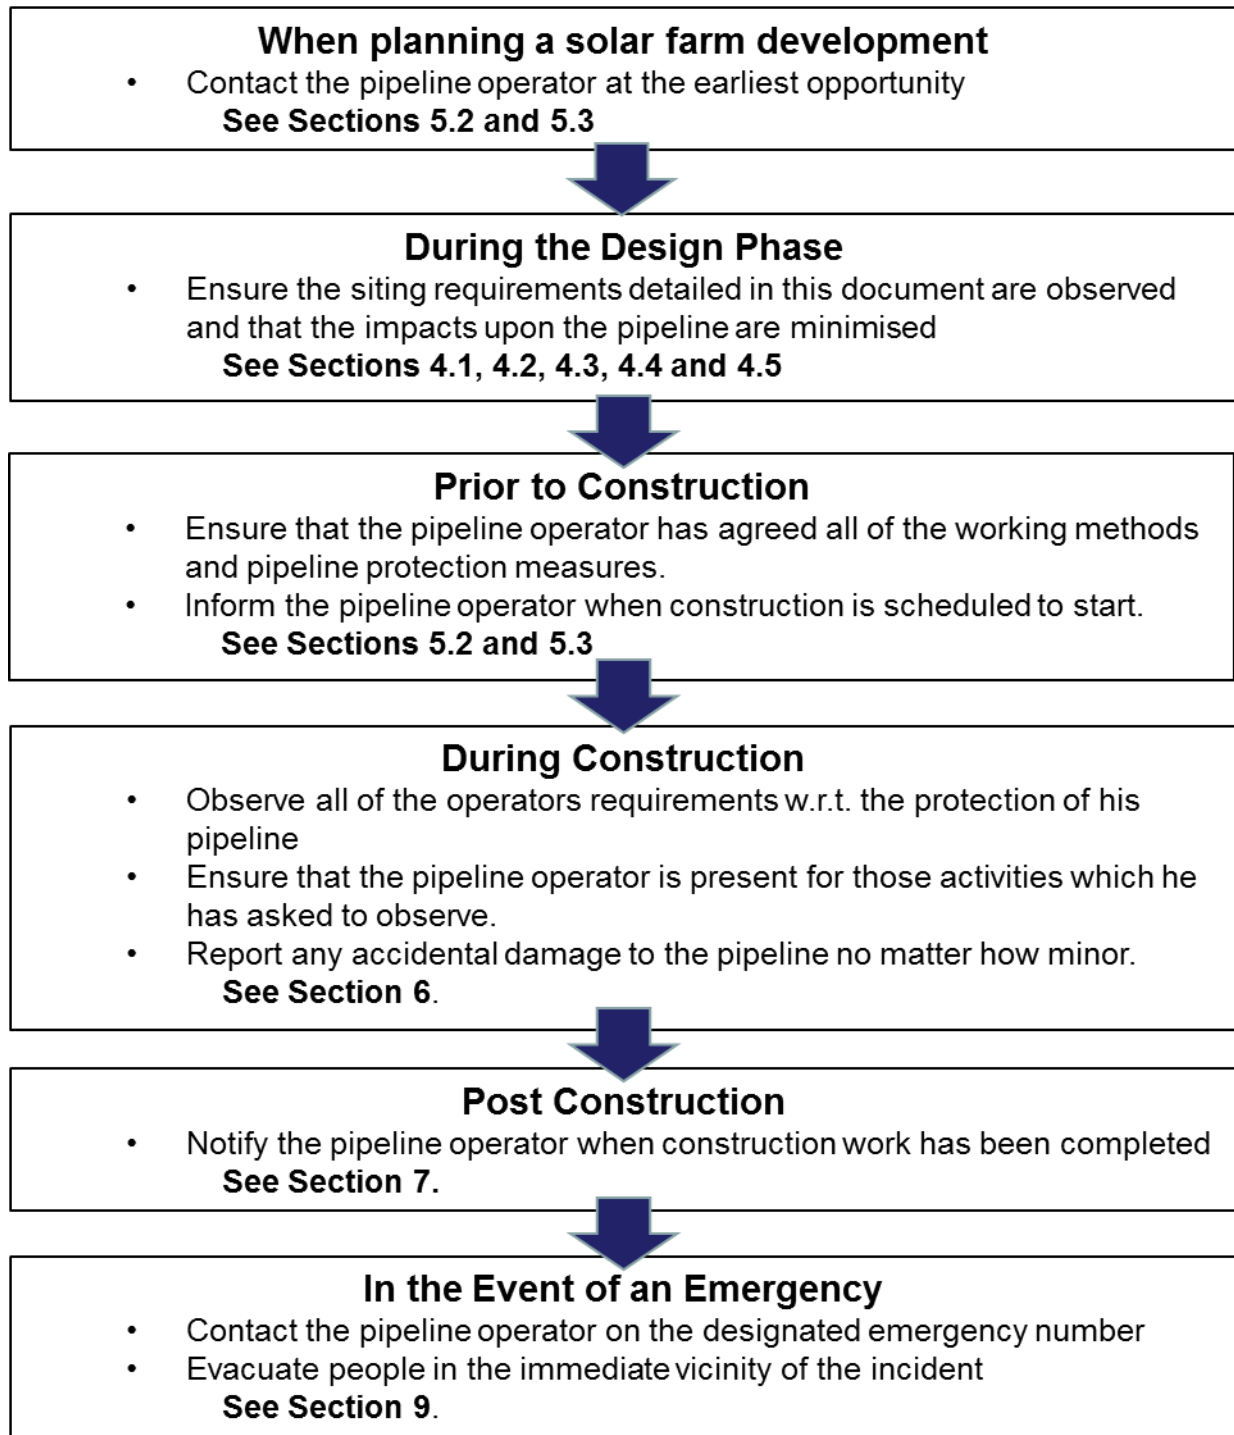 When planning a solar farm development
• Contact the pipeline operator at the earliest opportunity
See Sections 5.2 and 5.3
During the Design Phase
• Ensure the siting requirements detailed in this document are observed
and that the impacts upon the pipeline are minimised
See Sections 4.1, 4.2, 4.3, 4.4 and 4.5
Prior to Construction
• Ensure that the pipeline operator has agreed all of the working methods
and pipeline protection measures.
• Inform the pipeline operator when construction is scheduled to start.
See Sections 5.2 and 5.3
During Construction
• Observe all of the operators requirements w.r.t. the protection of his
pipeline
• Ensure that the pipeline operator is present for those activities which he
has asked to observe.
• Report any accidental damage to the pipeline no matter how minor.
See Section 6.
Post Construction
• Notify the pipeline operator when construction work has been completed
See Section 7.
In the Event of an Emergency
• Contact the pipeline operator on the designated emergency number
• Evacuate people in the immediate vicinity of the incident
See Section 9.